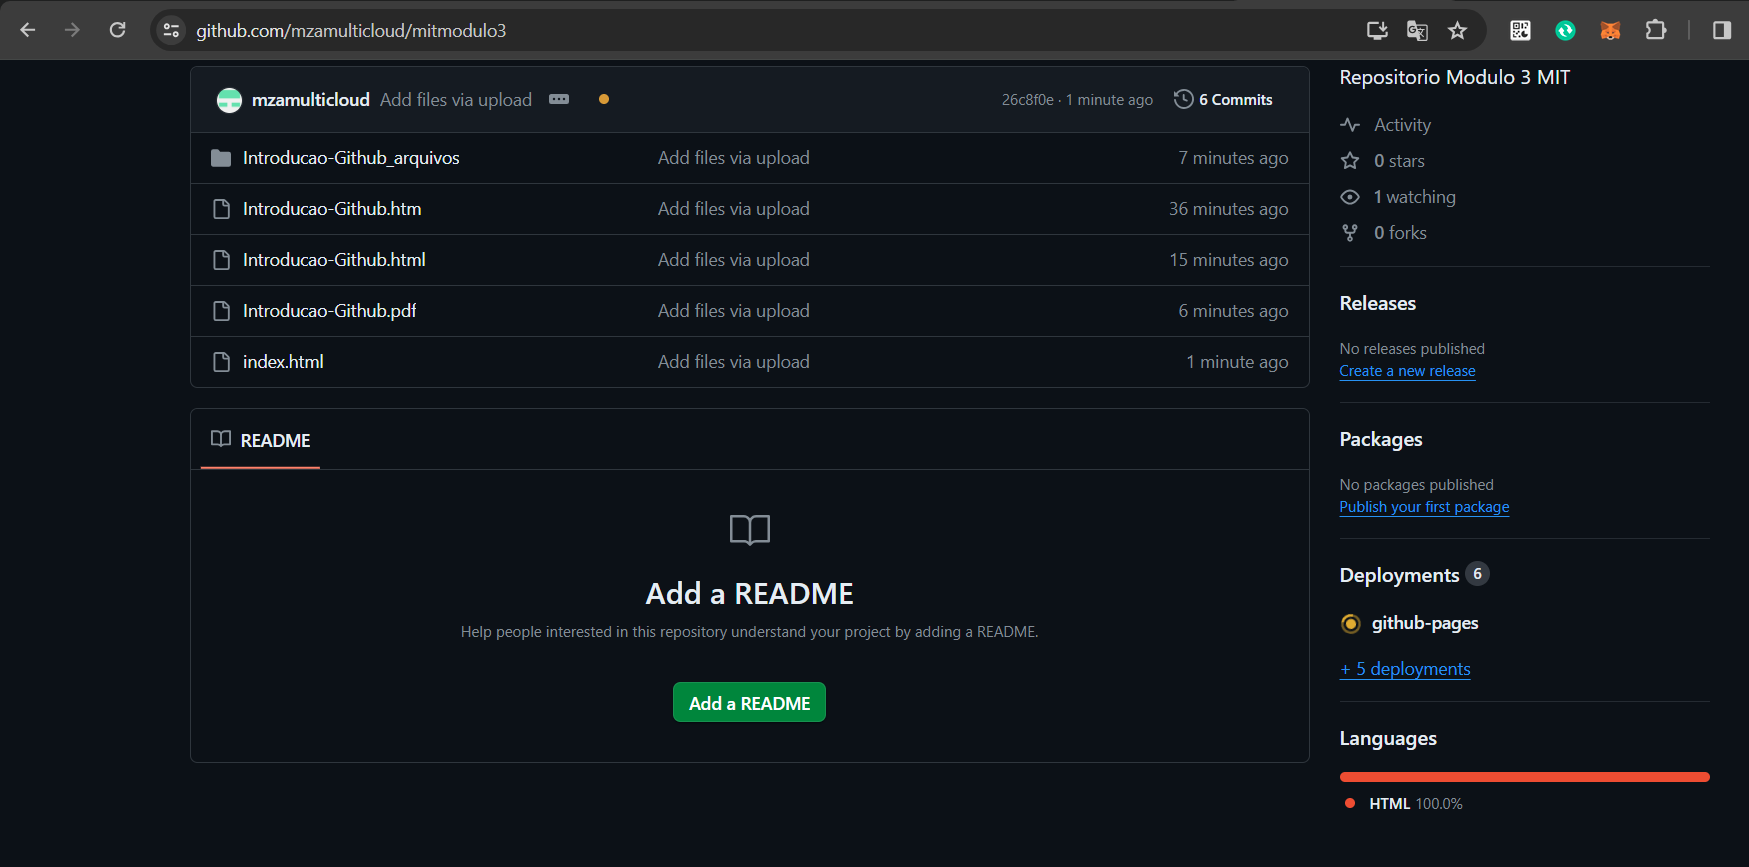 github.com/mzamulticloud/mitmodulo3
mzamulticloud Add files via upload 26c8f0e · 1 minute ago 6 Commits
Introducao-Github_arquivos Add files via upload 7 minutes ago
Introducao-Github.htm Add files via upload 36 minutes ago
Introducao-Github.html Add files via upload 15 minutes ago
Introducao-Github.pdf Add files via upload 6 minutes ago
index.html Add files via upload 1 minute ago
README
Add a README
Help people interested in this repository understand your project by adding a README.
Add a README
Repositorio Modulo 3 MIT
Activity
0 stars
1 watching
0 forks
Releases
No releases published
Create a new release
Packages
No packages published
Publish your first package
Deployments 6
github-pages
+ 5 deployments
Languages
HTML 100.0%